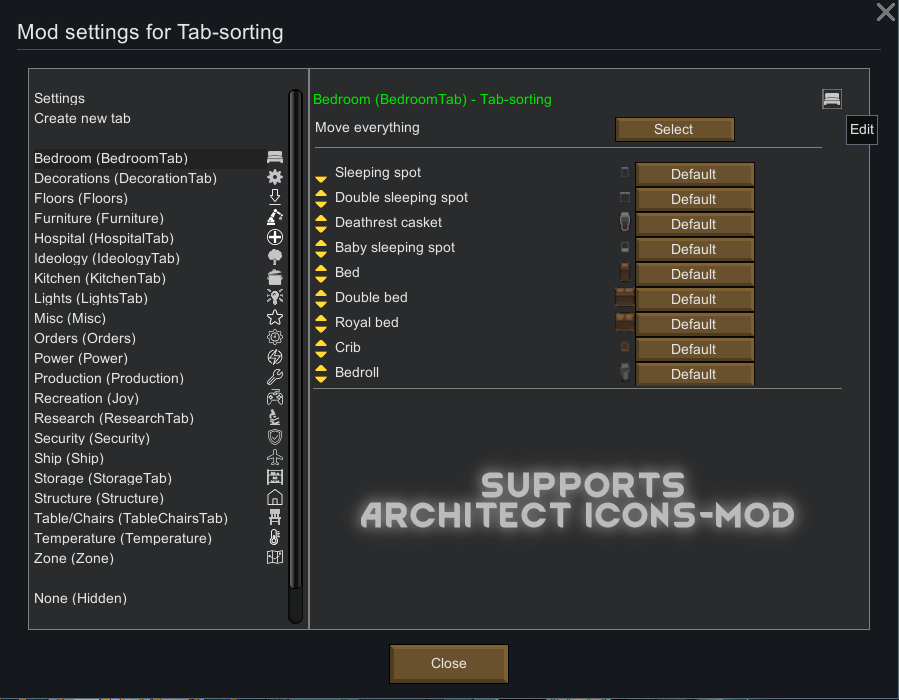 Mod settings for Tab-sorting
Settings
Create new tab
Bedroom (BedroomTab)
Decorations (DecorationTab)
Floors (Floors)
Furniture (Furniture)
Hospital (HospitalTab)
Ideology (IdeologyTab)
Kitchen (KitchenTab)
Lights (LightsTab)
Misc (Misc)
Orders (Orders)
Power (Power)
Production (Production)
Recreation (Joy)
Research (ResearchTab)
Security (Security)
Ship (Ship)
Storage (StorageTab)
Structure (Structure)
Table/Chairs (TableChairsTab)
Temperature (Temperature)
Zone (Zone)
None (Hidden)
Bedroom (BedroomTab) - Tab-sorting
Edit
Move everything Select
Sleeping spot Default
Double sleeping spot Default
Deathrest casket Default
Baby sleeping spot Default
Bed Default
Double bed Default
Royal bed Default
Crib Default
Bedroll Default
SUPPORTS
ARCHITECT ICONS-MOD
Close